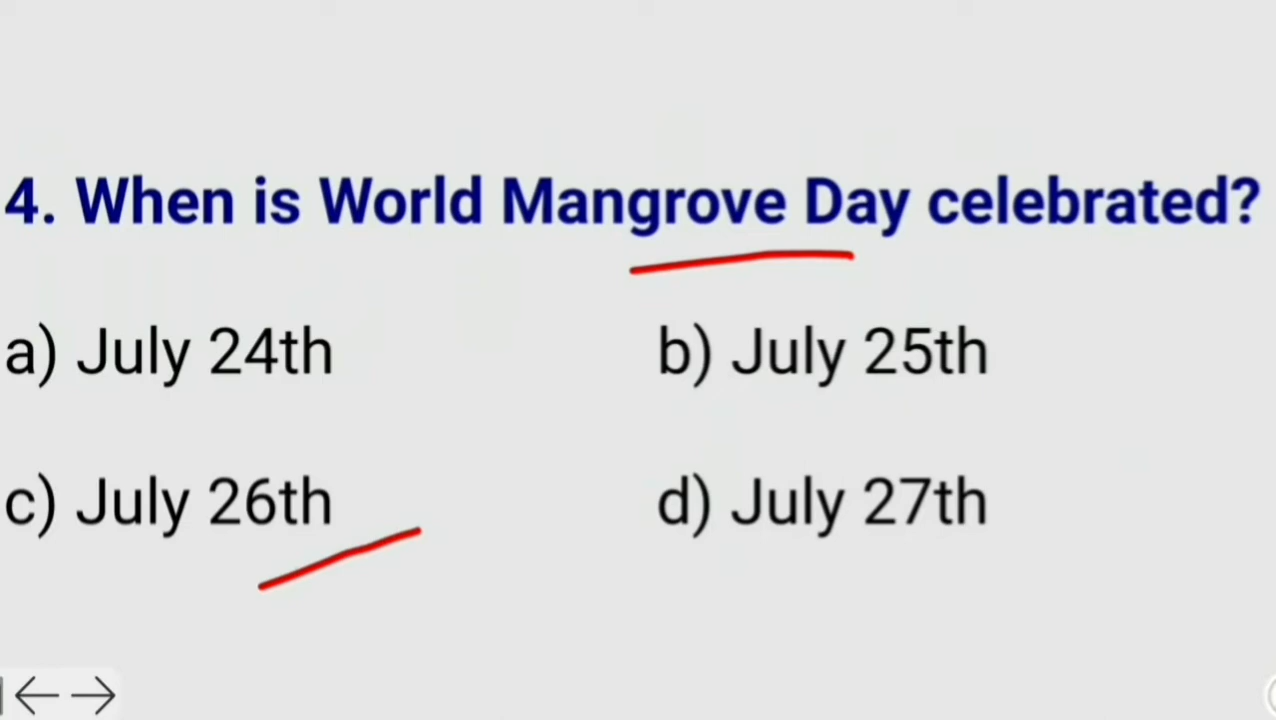 4. When is World Mangrove Day celebrated?
a) July 24th b) July 25th
c) July 26th d) July 27th